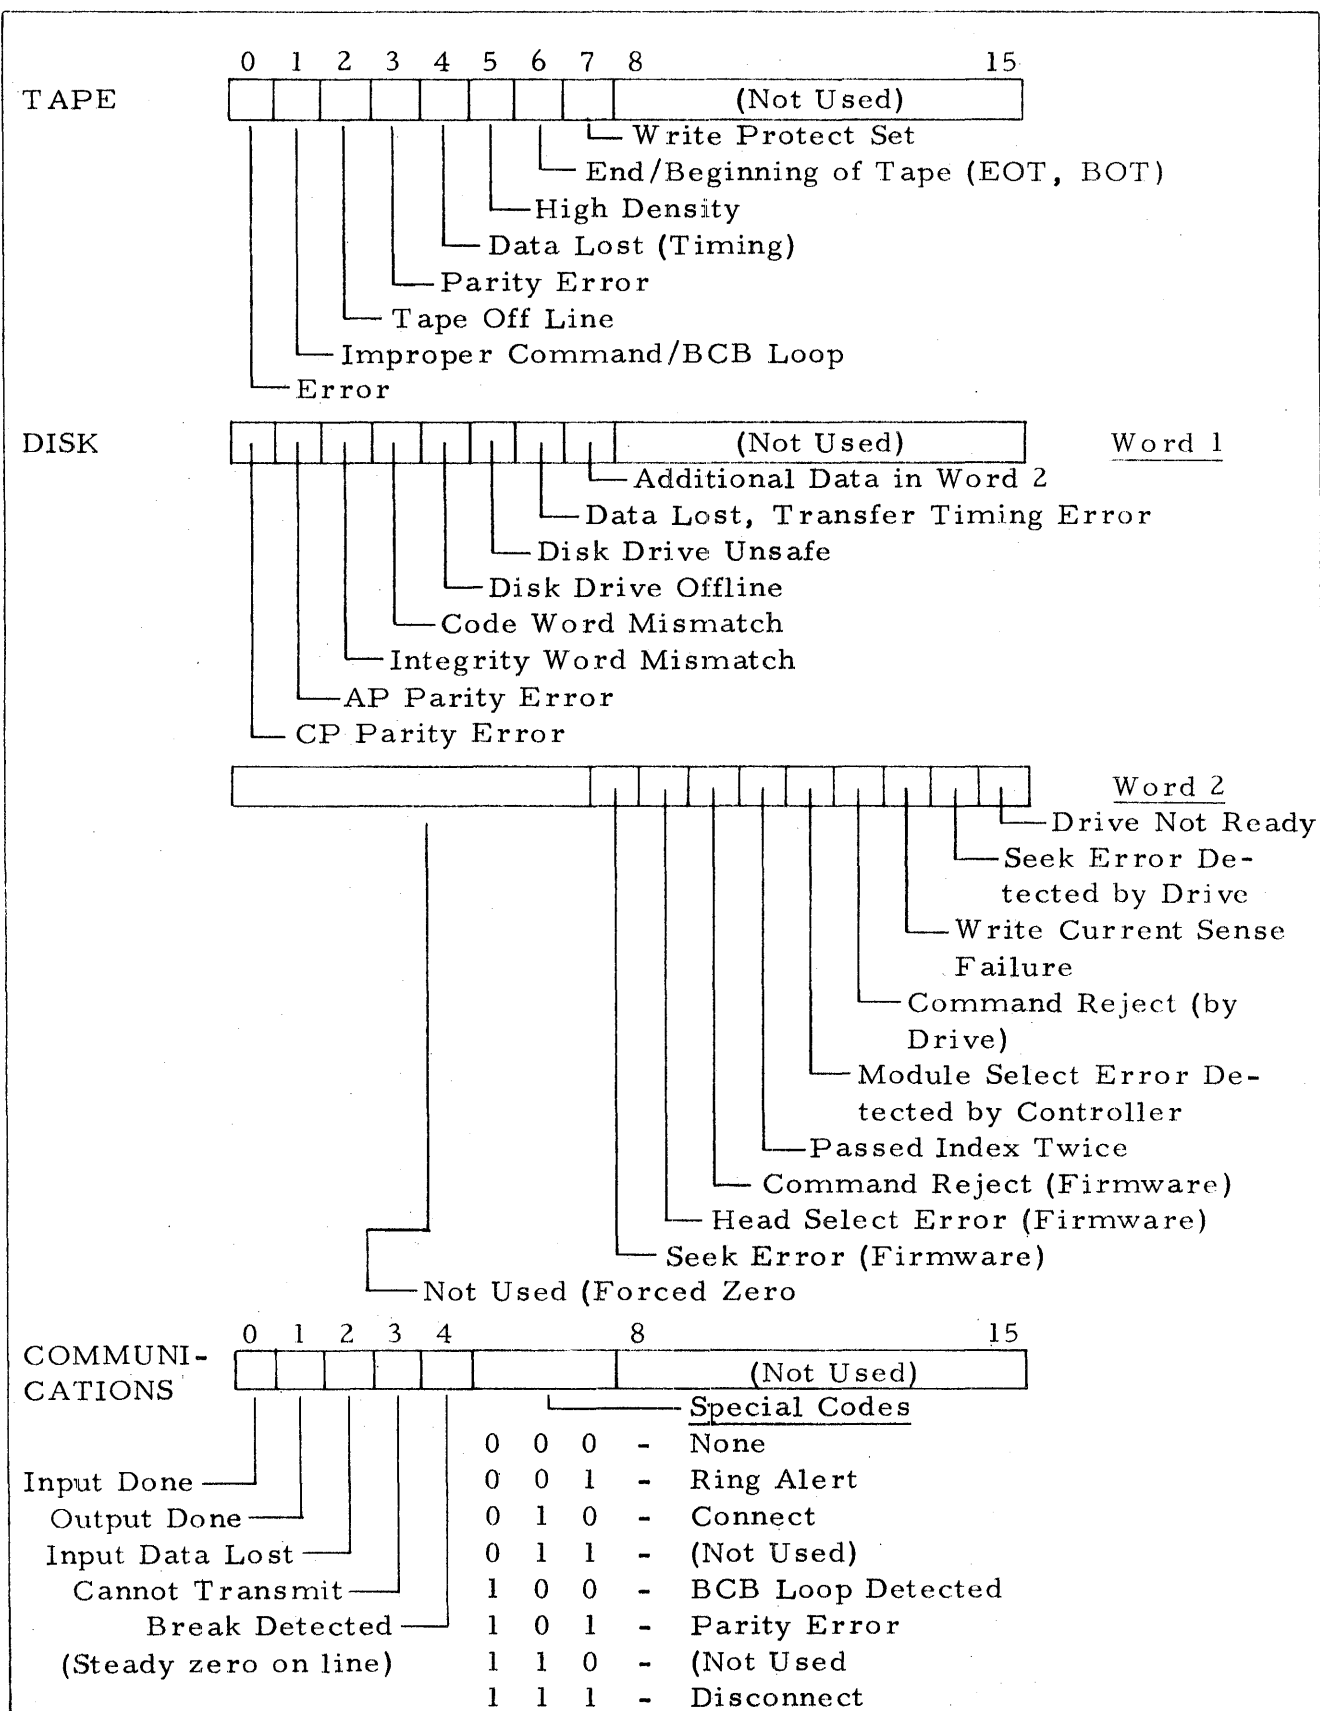 0 1 2 3 4 5 6 7 8 15
TAPE (Not Used)
Write Protect Set
End/Beginning of Tape (EOT, BOT)
High Density
Data Lost (Timing)
Parity Error
Tape Off Line
Improper Command/BCB Loop
Error
DISK (Not Used) Word 1
Additional Data in Word 2
Data Lost, Transfer Timing Error
Disk Drive Unsafe
Disk Drive Offline
Code Word Mismatch
Integrity Word Mismatch
AP Parity Error
CP Parity Error
Word 2
Drive Not Ready
Seek Error De-
tected by Drive
Write Current Sense
Failure
Command Reject (by
Drive)
Module Select Error De-
tected by Controller
Passed Index Twice
Command Reject (Firmware)
Head Select Error (Firmware)
Seek Error (Firmware)
Not Used (Forced Zero
0 1 2 3 4 8 15
COMMUNI-
CATIONS
(Not Used)
Special Codes
0 0 0 - None
Input Done
0 0 1 - Ring Alert
Output Done
0 1 0 - Connect
Input Data Lost
0 1 1 - (Not Used)
Cannot Transmit
1 0 0 - BCB Loop Detected
Break Detected
1 0 1 - Parity Error
(Steady zero on line)
1 1 0 - (Not Used
1 1 1 - Disconnect